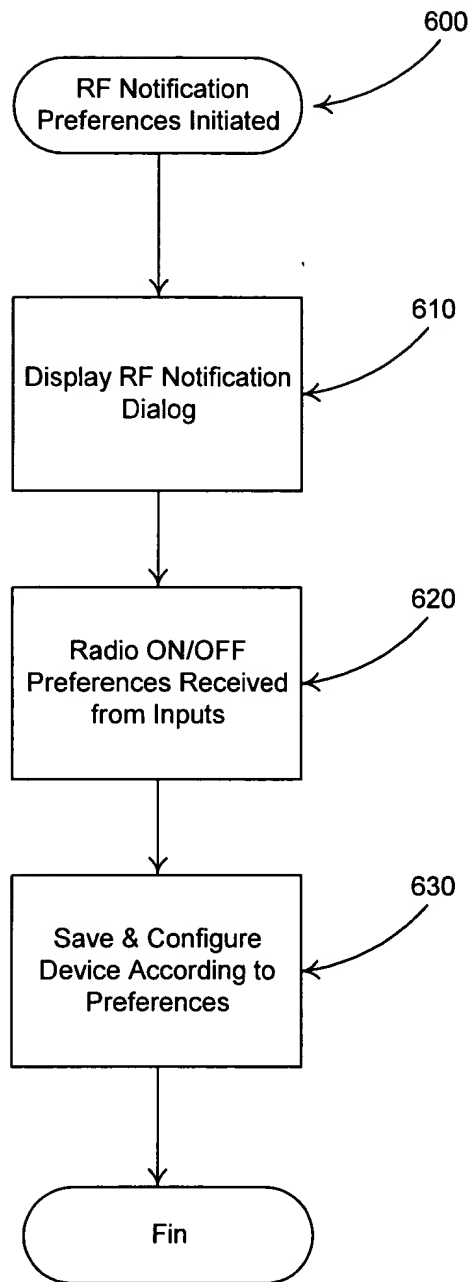 600
RF Notification
Preferences Initiated
610
Display RF Notification
Dialog
620
Radio ON/OFF
Preferences Received
from Inputs
630
Save & Configure
Device According to
Preferences
Fin